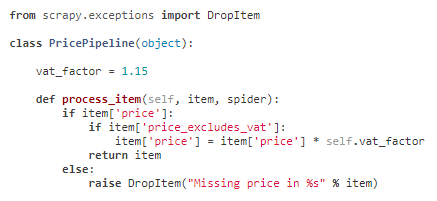 from scrapy.exceptions import DropItem

class PricePipeline(object):

    vat_factor = 1.15

    def process_item(self, item, spider):
        if item['price']:
            if item['price_excludes_vat']:
                item['price'] = item['price'] * self.vat_factor
            return item
        else:
            raise DropItem("Missing price in %s" % item)